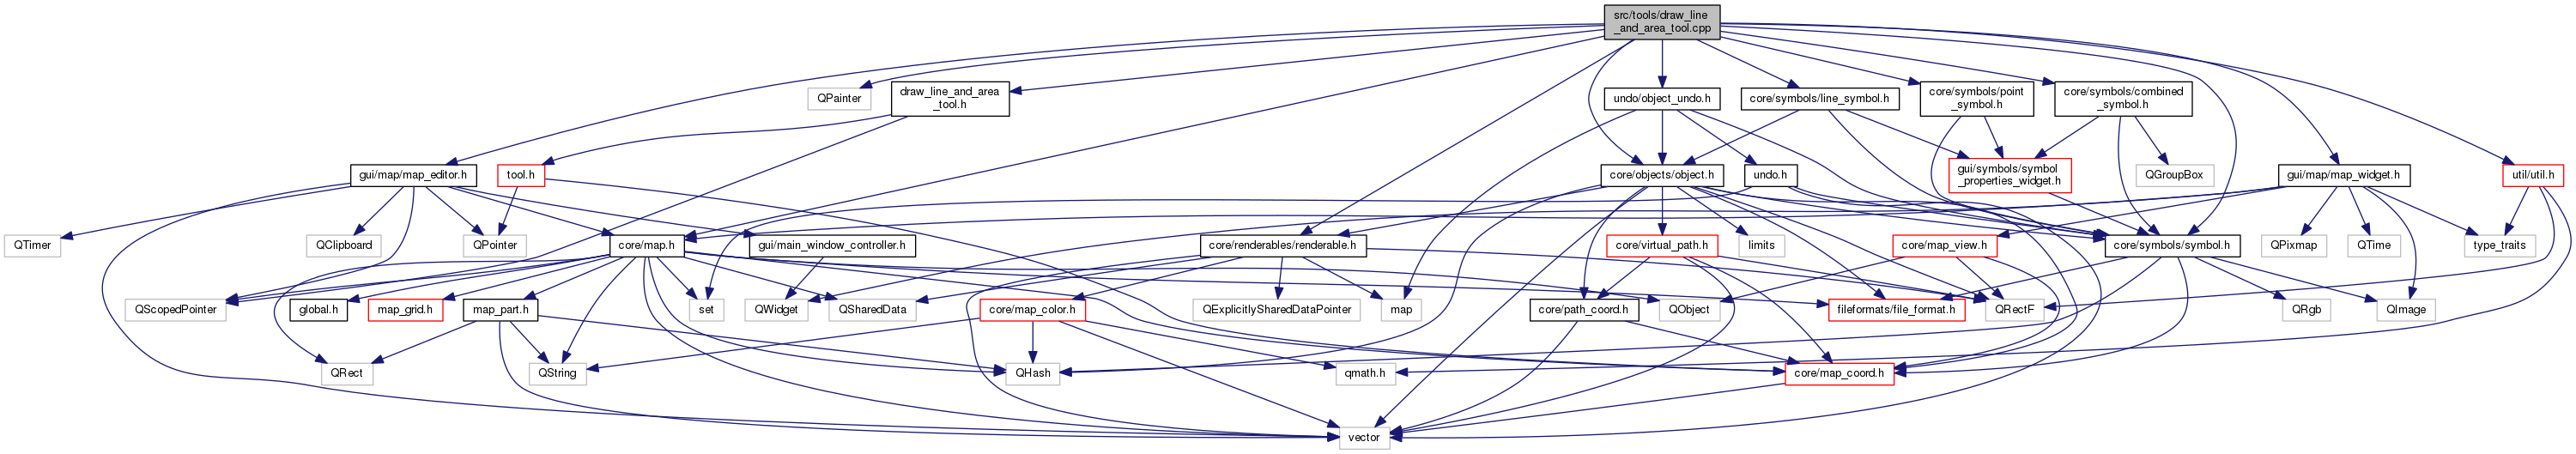 src/tools/draw_line
_and_area_tool.cpp
QPainter
draw_line_and_area
_tool.h
undo/object_undo.h
core/symbols/line_symbol.h
core/symbols/point
_symbol.h
core/symbols/combined
_symbol.h
gui/map/map_editor.h
tool.h
core/objects/object.h
undo.h
gui/symbols/symbol
_properties_widget.h
QGroupBox
gui/map/map_widget.h
util/util.h
QTimer
QClipboard
QPointer
core/map.h
gui/main_window_controller.h
core/renderables/renderable.h
core/virtual_path.h
limits
core/map_view.h
core/symbols/symbol.h
QPixmap
QTime
type_traits
QScopedPointer
global.h
map_grid.h
map_part.h
set
QWidget
QSharedData
core/map_color.h
QExplicitlySharedDataPointer
map
core/path_coord.h
QObject
fileformats/file_format.h
QRectF
QRgb
QImage
QRect
QString
QHash
qmath.h
core/map_coord.h
vector